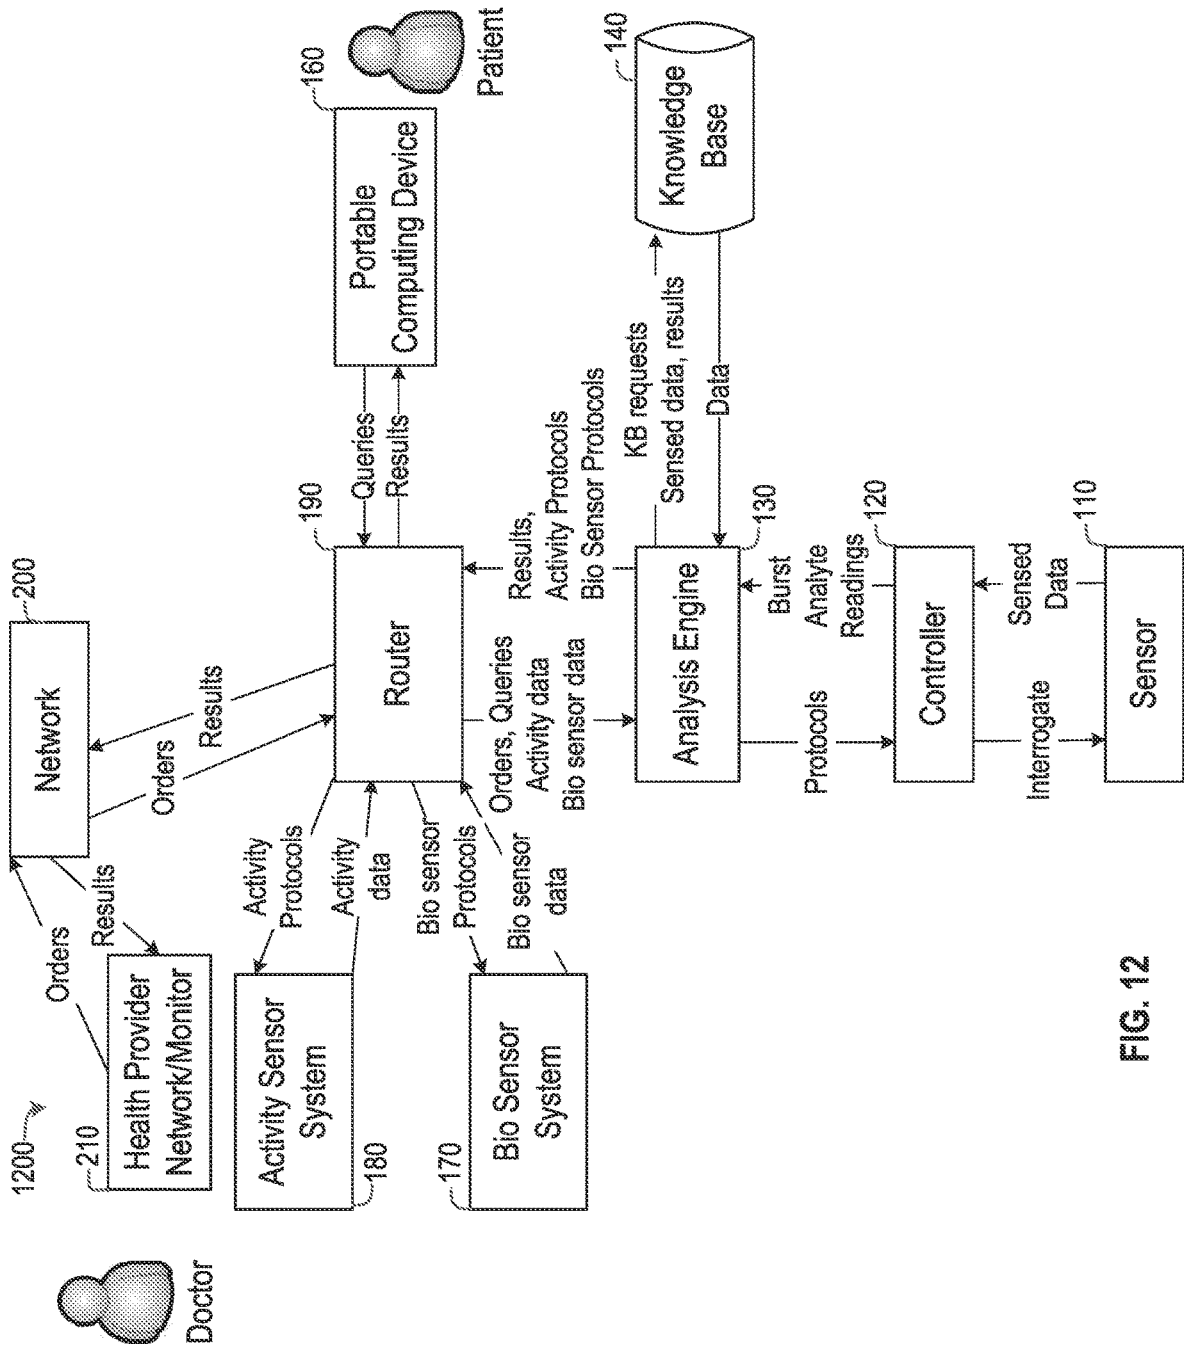 1200
Doctor
210
Health Provider
Network/Monitor
Orders
Results
200
Network
Orders
Results
Activity Sensor
System
180
Activity
Protocols
Activity
data
Bio Sensor
System
170
Bio sensor
Protocols
Bio sensor
data
190
Router
Queries
Results
160
Portable
Computing Device
Patient
Orders, Queries
Activity data
Bio sensor data
Results,
Activity Protocols
Bio Sensor Protocols
KB requests
Sensed data, results
Data
140
Knowledge
Base
130
Analysis Engine
Protocols
Burst
Analyte
Readings
120
Controller
Interrogate
Sensed
Data
110
Sensor
FIG. 12